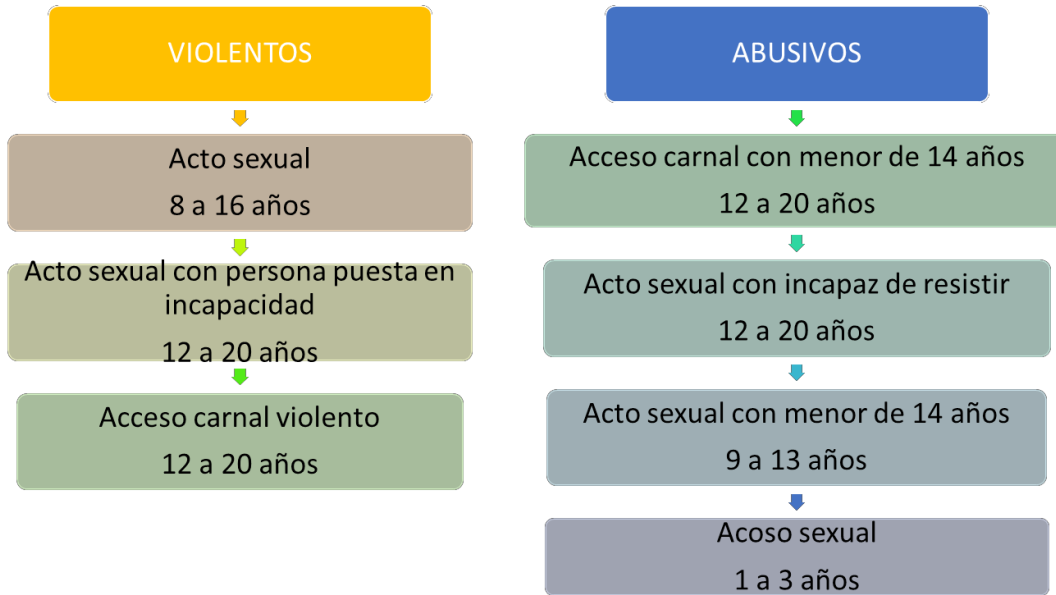 VIOLENTOS
Acto sexual
8 a 16 años
Acto sexual con persona puesta en
incapacidad
12 a 20 años
Acceso carnal violento
12 a 20 años
ABUSIVOS
Acceso carnal con menor de 14 años
12 a 20 años
Acto sexual con incapaz de resistir
12 a 20 años
Acto sexual con menor de 14 años
9 a 13 años
Acoso sexual
1 a 3 años